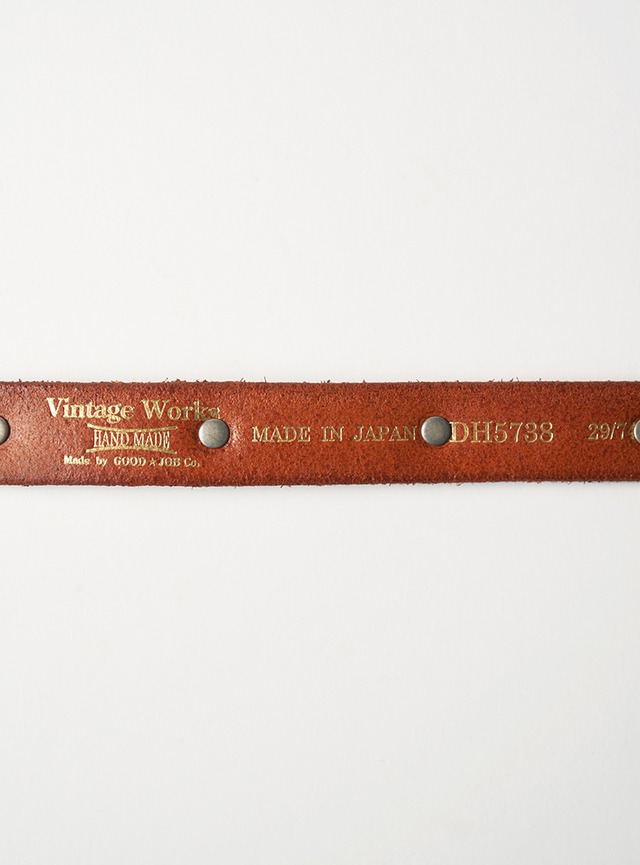 Vintage Works
HAND MADE
Made by GOOD★JOB Co.
MADE IN JAPAN
DH5738